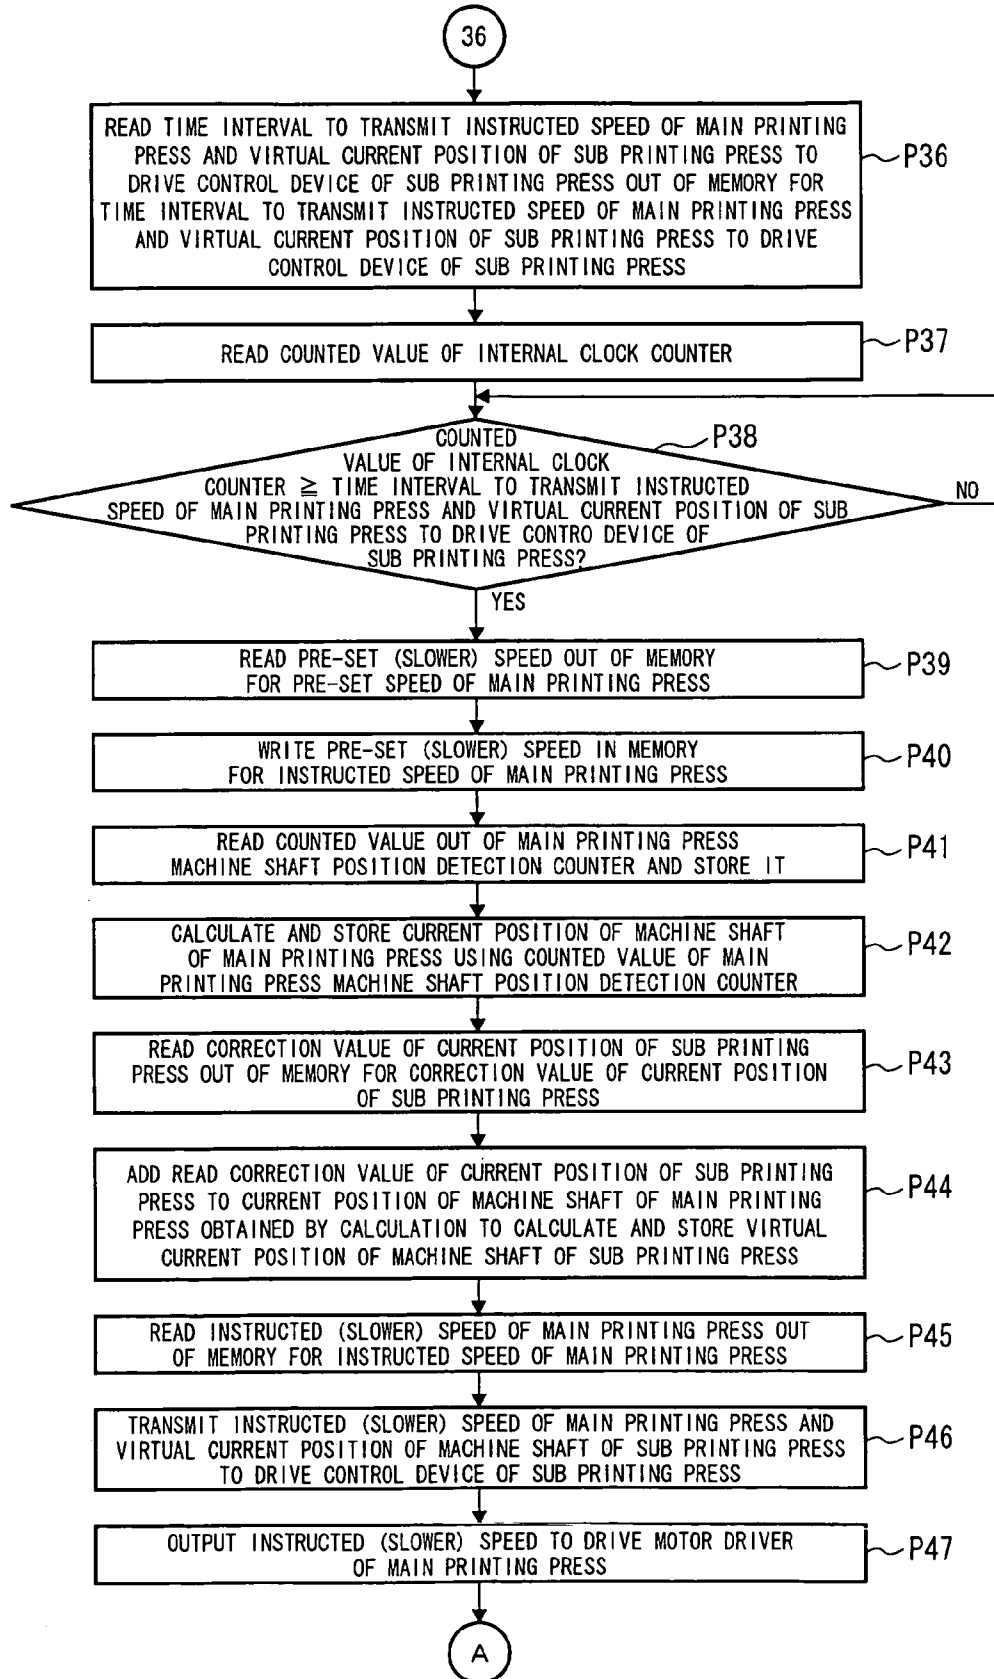 36
READ TIME INTERVAL TO TRANSMIT INSTRUCTED SPEED OF MAIN PRINTING
PRESS AND VIRTUAL CURRENT POSITION OF SUB PRINTING PRESS TO
DRIVE CONTROL DEVICE OF SUB PRINTING PRESS OUT OF MEMORY FOR
TIME INTERVAL TO TRANSMIT INSTRUCTED SPEED OF MAIN PRINTING PRESS
AND VIRTUAL CURRENT POSITION OF SUB PRINTING PRESS TO DRIVE
CONTROL DEVICE OF SUB PRINTING PRESS
P36
READ COUNTED VALUE OF INTERNAL CLOCK COUNTER
P37
COUNTED
VALUE OF INTERNAL CLOCK
COUNTER ≧ TIME INTERVAL TO TRANSMIT INSTRUCTED
SPEED OF MAIN PRINTING PRESS AND VIRTUAL CURRENT POSITION OF SUB
PRINTING PRESS TO DRIVE CONTRO DEVICE OF
SUB PRINTING PRESS?
P38
NO
YES
READ PRE-SET (SLOWER) SPEED OUT OF MEMORY
FOR PRE-SET SPEED OF MAIN PRINTING PRESS
P39
WRITE PRE-SET (SLOWER) SPEED IN MEMORY
FOR INSTRUCTED SPEED OF MAIN PRINTING PRESS
P40
READ COUNTED VALUE OUT OF MAIN PRINTING PRESS
MACHINE SHAFT POSITION DETECTION COUNTER AND STORE IT
P41
CALCULATE AND STORE CURRENT POSITION OF MACHINE SHAFT
OF MAIN PRINTING PRESS USING COUNTED VALUE OF MAIN
PRINTING PRESS MACHINE SHAFT POSITION DETECTION COUNTER
P42
READ CORRECTION VALUE OF CURRENT POSITION OF SUB PRINTING
PRESS OUT OF MEMORY FOR CORRECTION VALUE OF CURRENT POSITION
OF SUB PRINTING PRESS
P43
ADD READ CORRECTION VALUE OF CURRENT POSITION OF SUB PRINTING
PRESS TO CURRENT POSITION OF MACHINE SHAFT OF MAIN PRINTING
PRESS OBTAINED BY CALCULATION TO CALCULATE AND STORE VIRTUAL
CURRENT POSITION OF MACHINE SHAFT OF SUB PRINTING PRESS
P44
READ INSTRUCTED (SLOWER) SPEED OF MAIN PRINTING PRESS OUT
OF MEMORY FOR INSTRUCTED SPEED OF MAIN PRINTING PRESS
P45
TRANSMIT INSTRUCTED (SLOWER) SPEED OF MAIN PRINTING PRESS AND
VIRTUAL CURRENT POSITION OF MACHINE SHAFT OF SUB PRINTING PRESS
TO DRIVE CONTROL DEVICE OF SUB PRINTING PRESS
P46
OUTPUT INSTRUCTED (SLOWER) SPEED TO DRIVE MOTOR DRIVER
OF MAIN PRINTING PRESS
P47
A